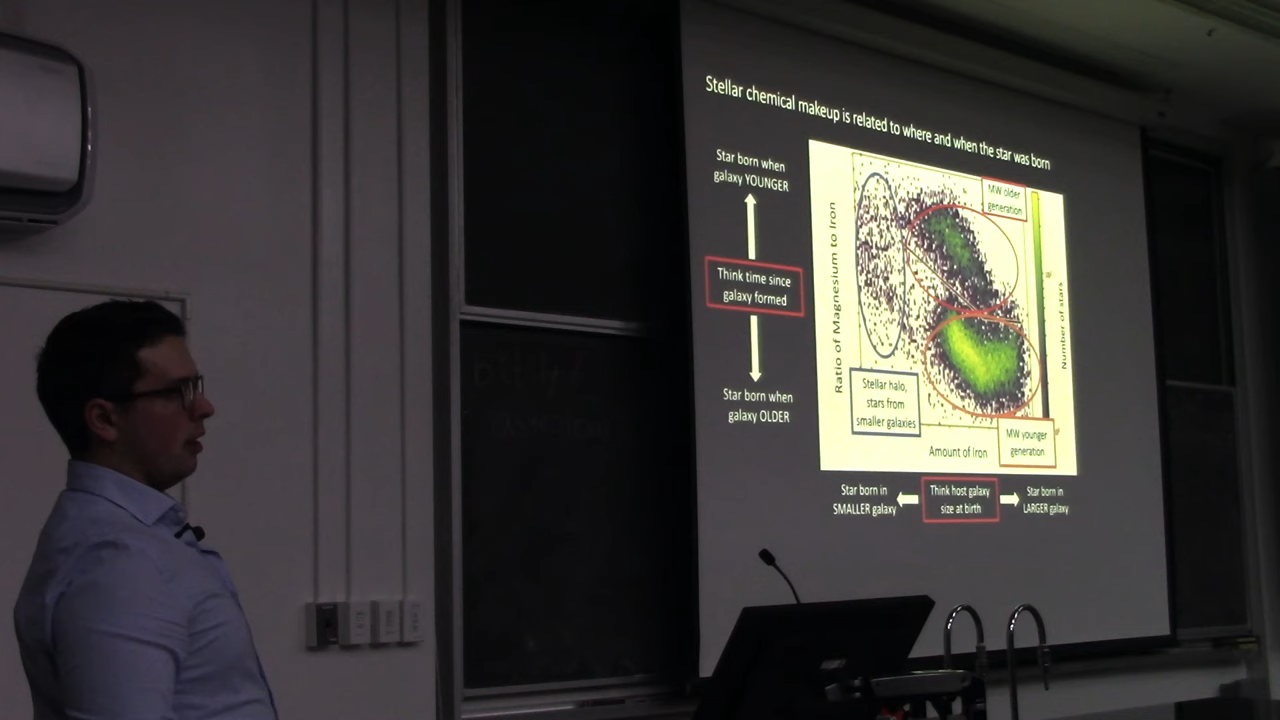 Stellar chemical makeup is related to where and when the star was born
Star born when
galaxy YOUNGER
Think time since
galaxy formed
Star born when
galaxy OLDER
Ratio of Magnesium to Iron
MW older
generation
Number of stars
Stellar halo,
stars from
smaller galaxies
MW younger
generation
Amount of Iron
Star born in
SMALLER galaxy
Think host galaxy
size at birth
Star born in
LARGER galaxy